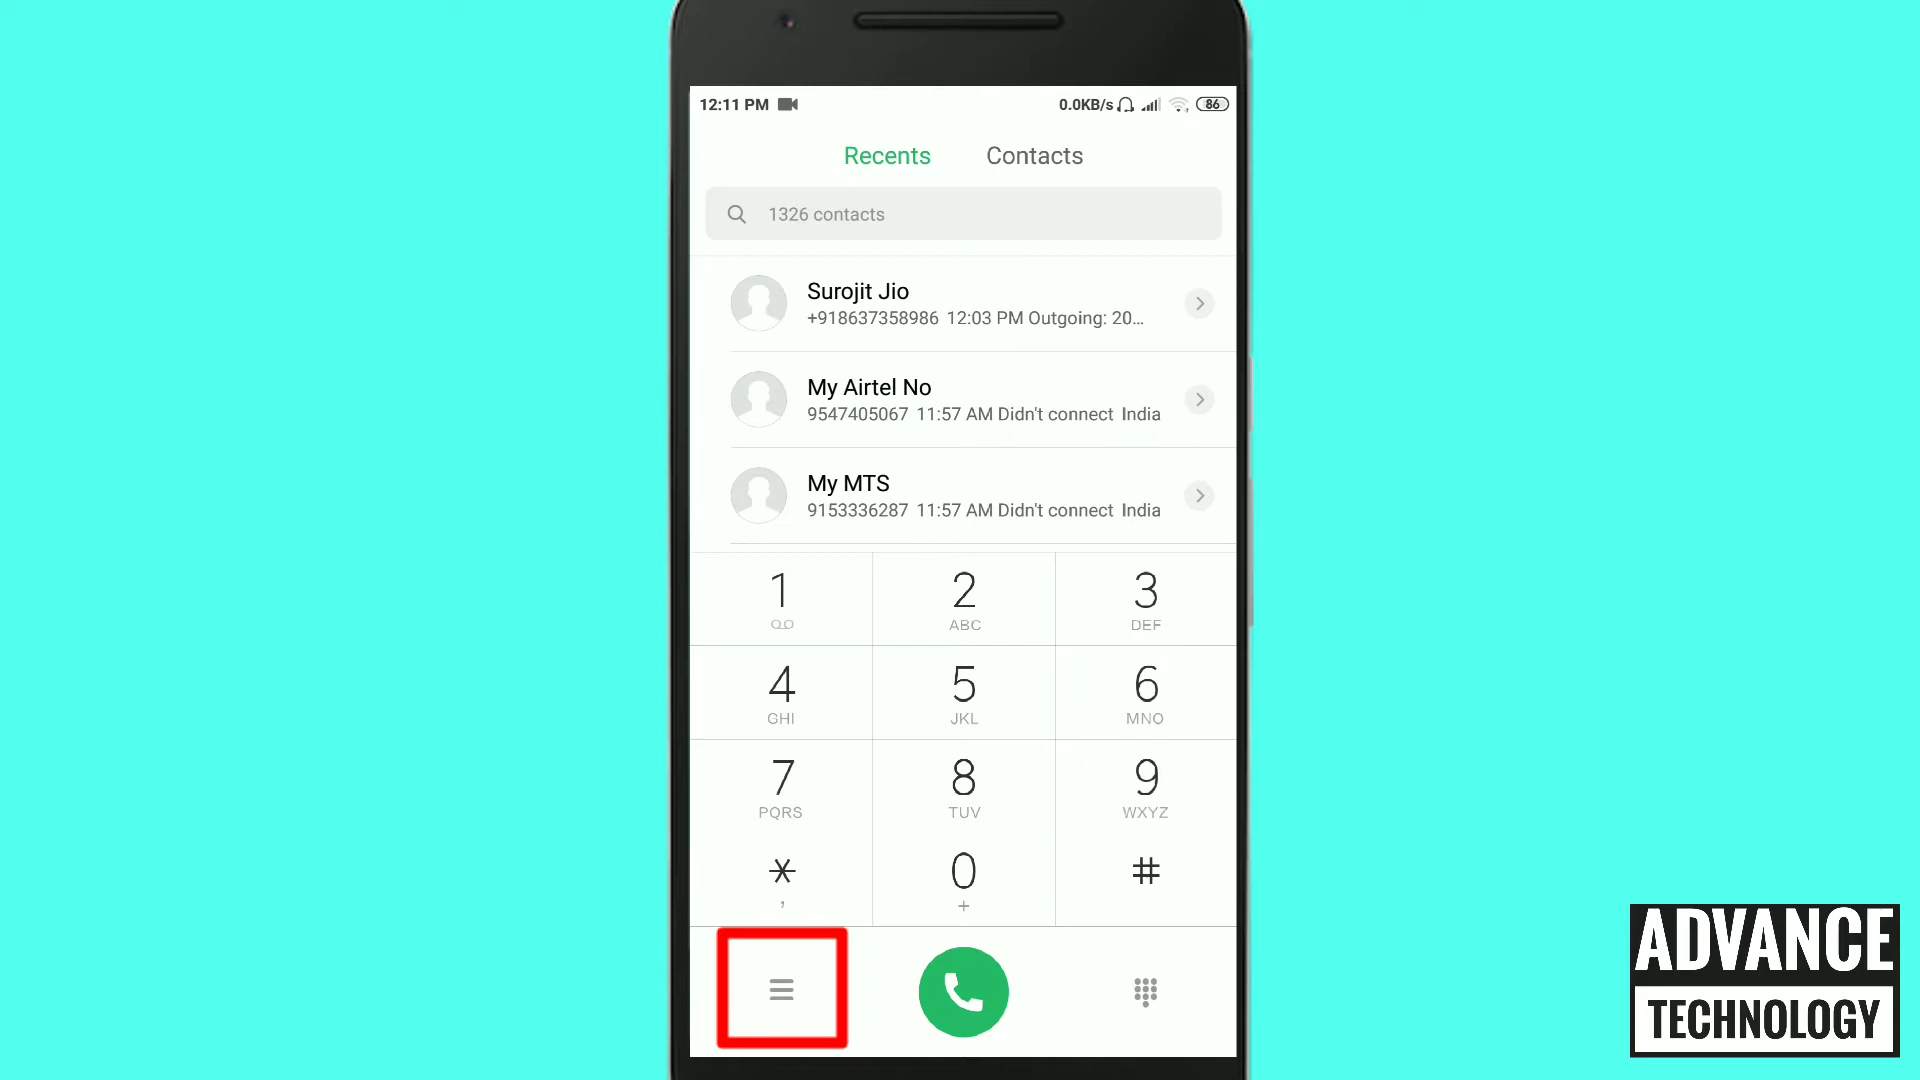 12:11 PM 0.0KB/s 86
Recents Contacts
1326 contacts
Surojit Jio
+918637358986 12:03 PM Outgoing: 20...
My Airtel No
9547405067 11:57 AM Didn't connect India
My MTS
9153336287 11:57 AM Didn't connect India
1 2 3
ABC DEF
4 5 6
GHI JKL MNO
7 8 9
PQRS TUV WXYZ
* 0 #
, +
ADVANCE
TECHNOLOGY